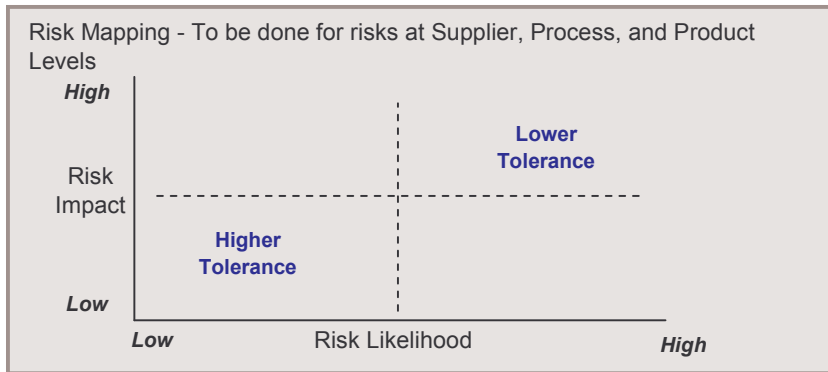 Risk Mapping - To be done for risks at Supplier, Process, and Product
Levels
High
Lower
Tolerance
Risk
Impact
Higher
Tolerance
Low
Low
Risk Likelihood
High